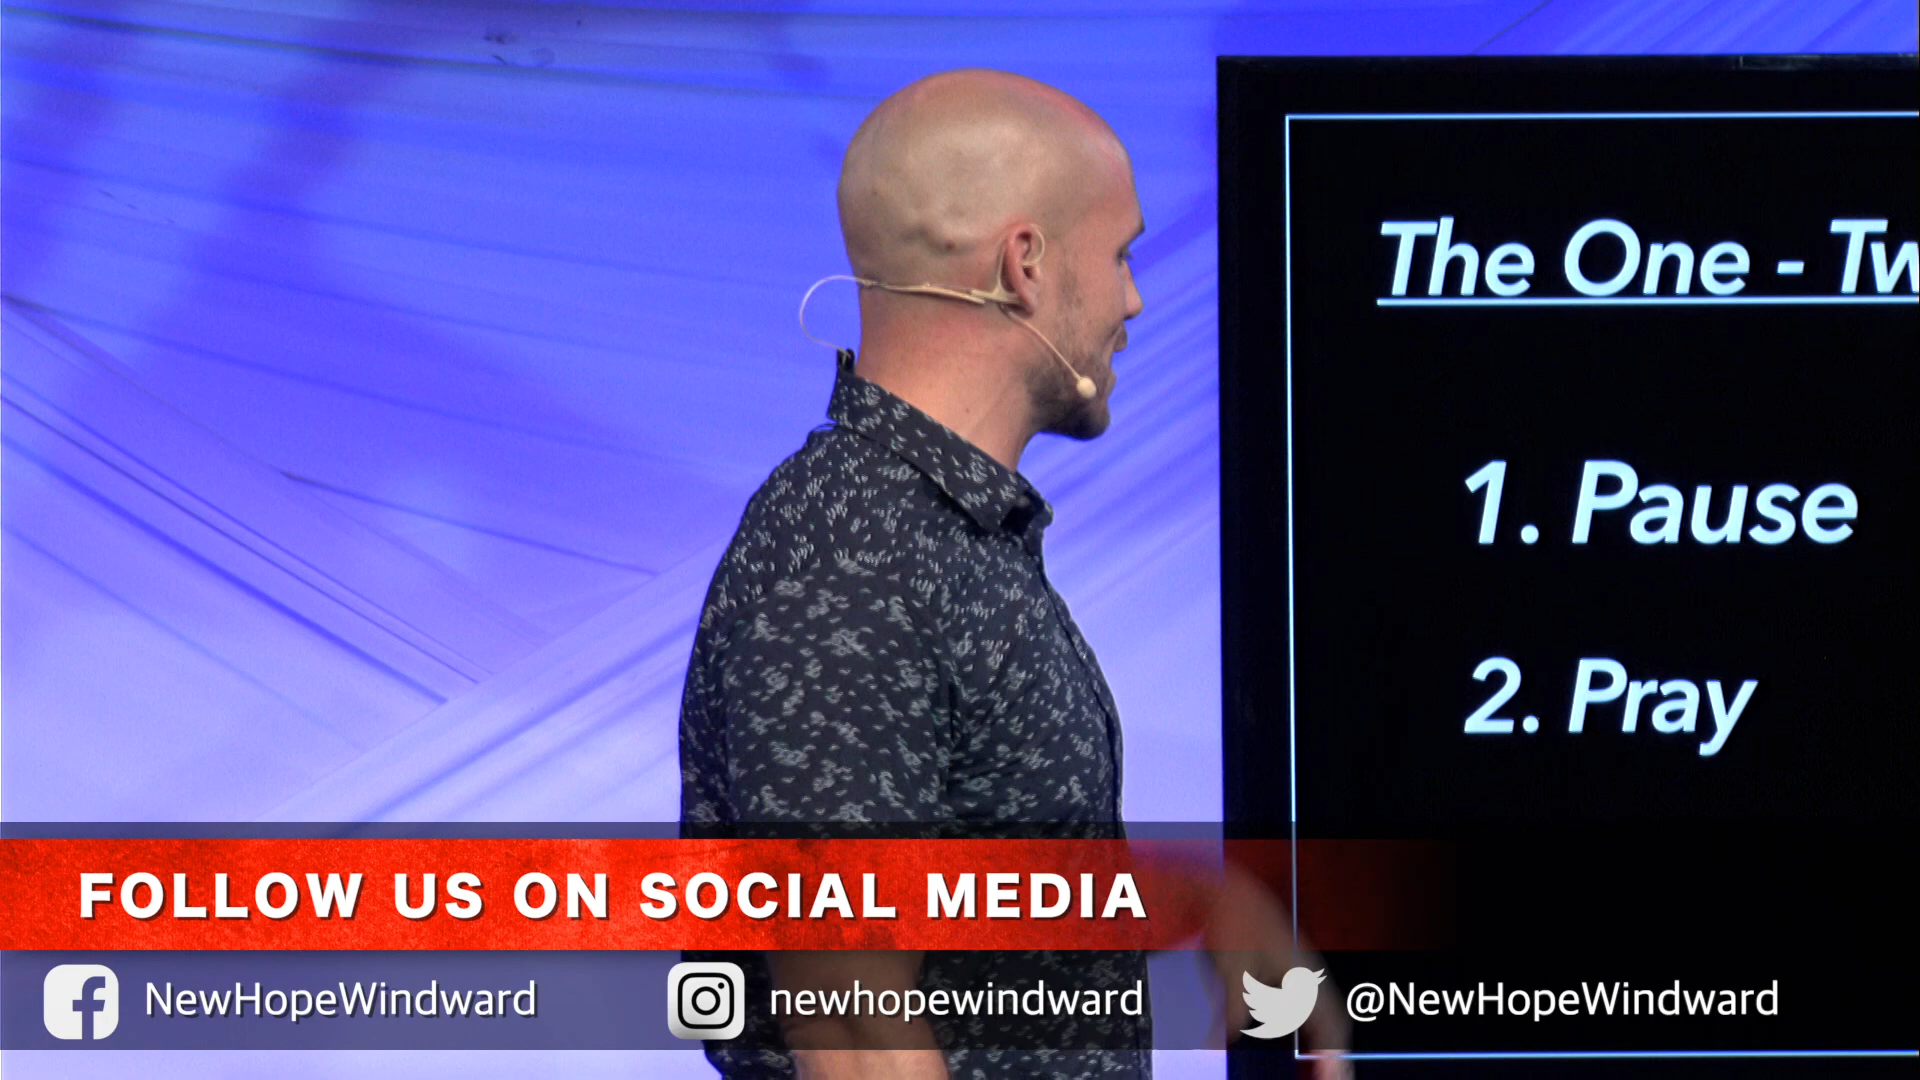 The One - Tw
1. Pause
2. Pray
FOLLOW US ON SOCIAL MEDIA
NewHopeWindward
newhopewindward
@NewHopeWindward